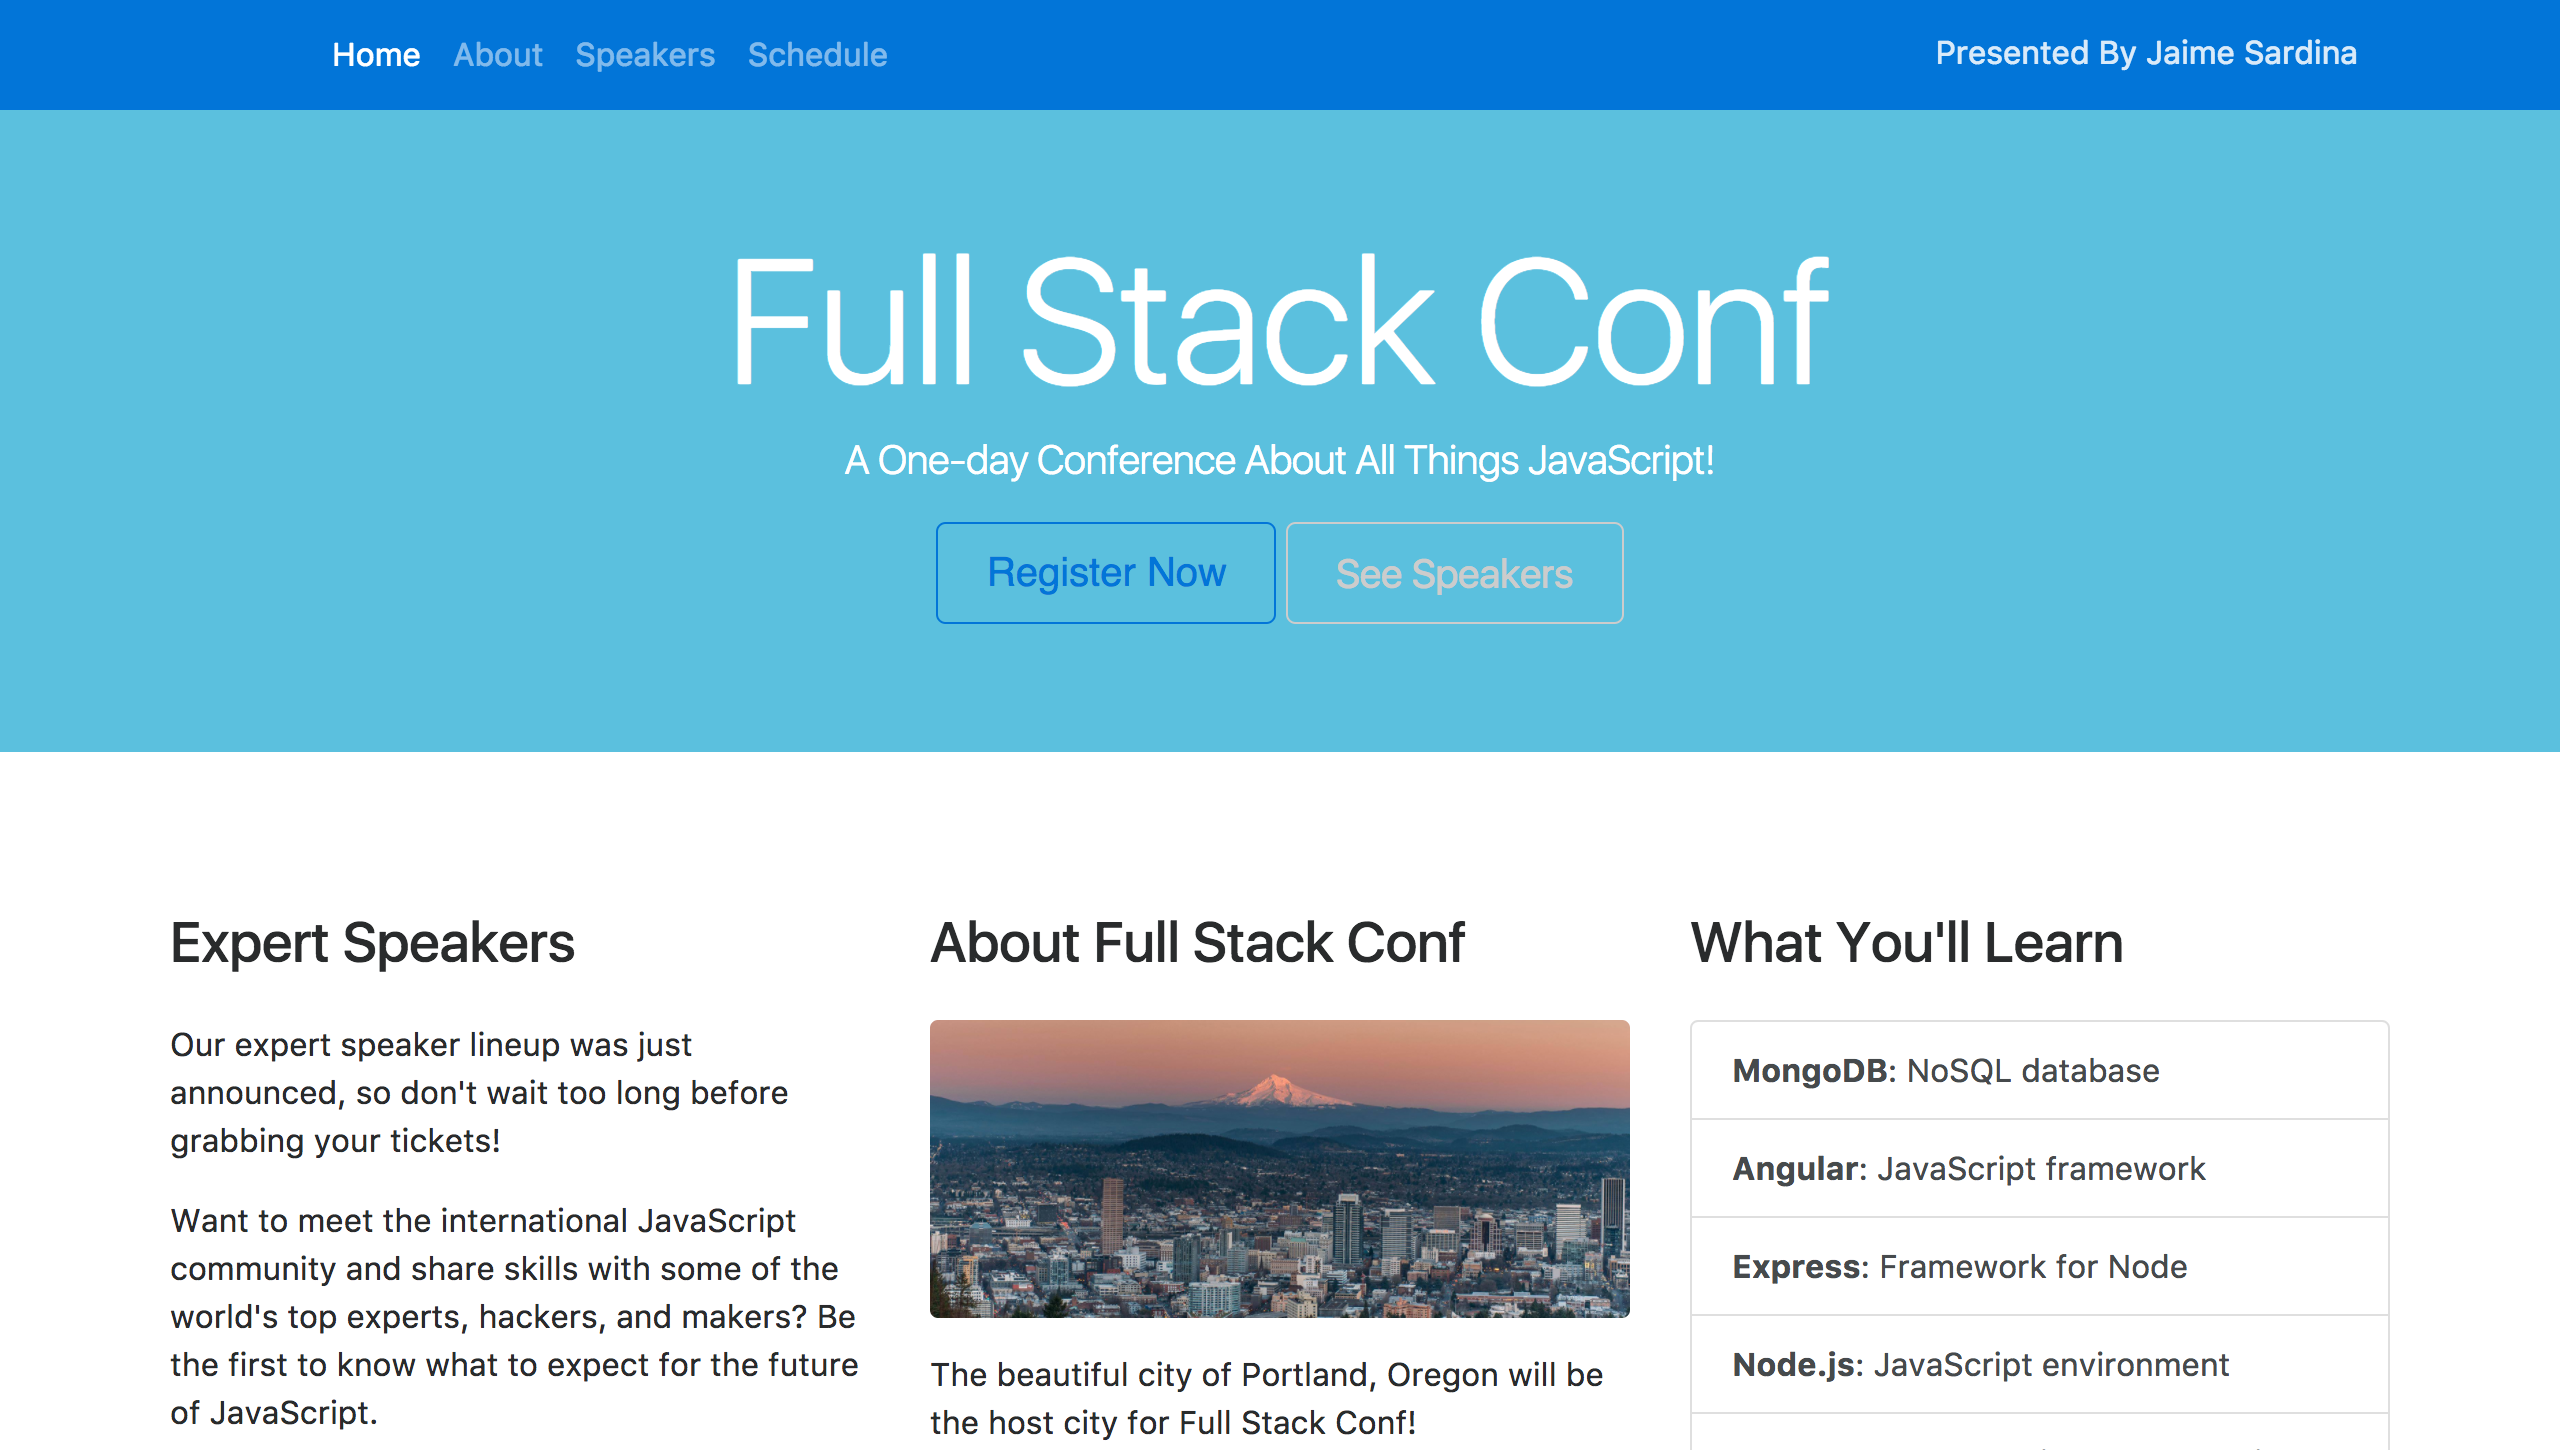 Home About Speakers Schedule
Presented By Jaime Sardina
Full Stack Conf
A One-day Conference About All Things JavaScript!
Register Now
See Speakers
Expert Speakers
Our expert speaker lineup was just
announced, so don't wait too long before
grabbing your tickets!
Want to meet the international JavaScript
community and share skills with some of the
world's top experts, hackers, and makers? Be
the first to know what to expect for the future
of JavaScript.
About Full Stack Conf
The beautiful city of Portland, Oregon will be
the host city for Full Stack Conf!
What You'll Learn
MongoDB: NoSQL database
Angular: JavaScript framework
Express: Framework for Node
Node.js: JavaScript environment